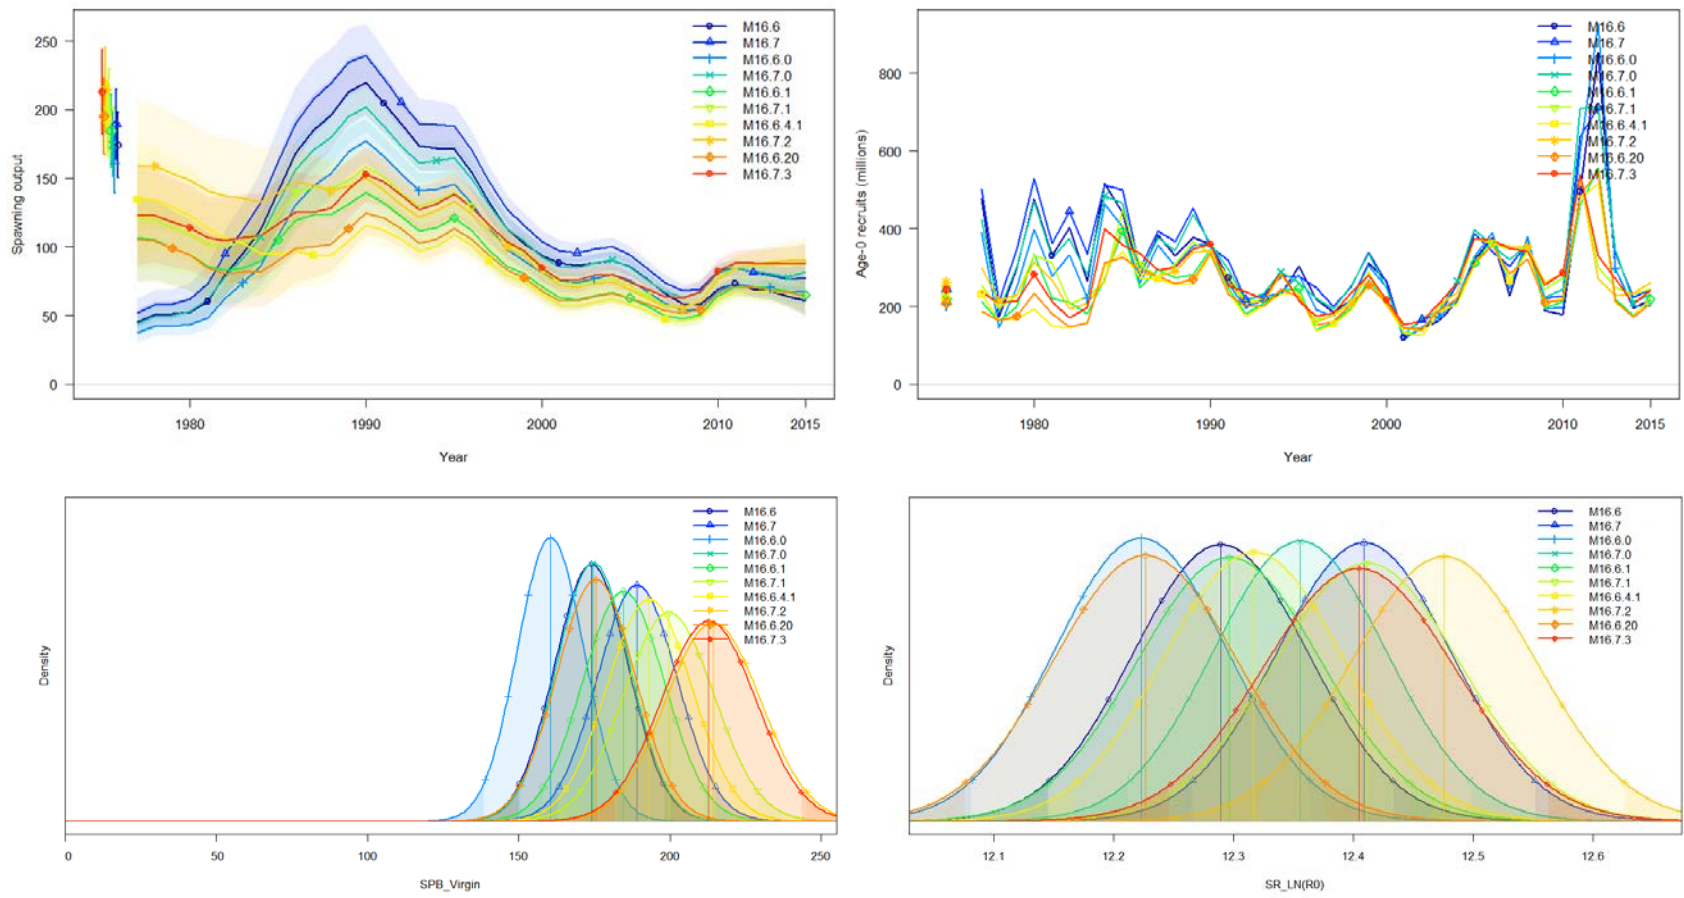 250
200
150
100
50
0
Spawning output
M16.6
M16.7
M16.6.0
M16.7.0
M16.6.1
M16.7.1
M16.6.4.1
M16.7.2
M16.6.20
M16.7.3
1980
1990
2000
2010
2015
Year
800
600
400
200
0
Age-0 recruits (millions)
M16.6
M16.7
M16.6.0
M16.7.0
M16.6.1
M16.7.1
M16.6.4.1
M16.7.2
M16.6.20
M16.7.3
1980
1990
2000
2010
2015
Year
Density
M16.6
M16.7
M16.6.0
M16.7.0
M16.6.1
M16.7.1
M16.6.4.1
M16.7.2
M16.6.20
M16.7.3
0
50
100
150
200
250
SPB_Virgin
Density
M16.6
M16.7
M16.6.0
M16.7.0
M16.6.1
M16.7.1
M16.6.4.1
M16.7.2
M16.6.20
M16.7.3
12.1
12.2
12.3
12.4
12.5
12.6
SR_LN(R0)